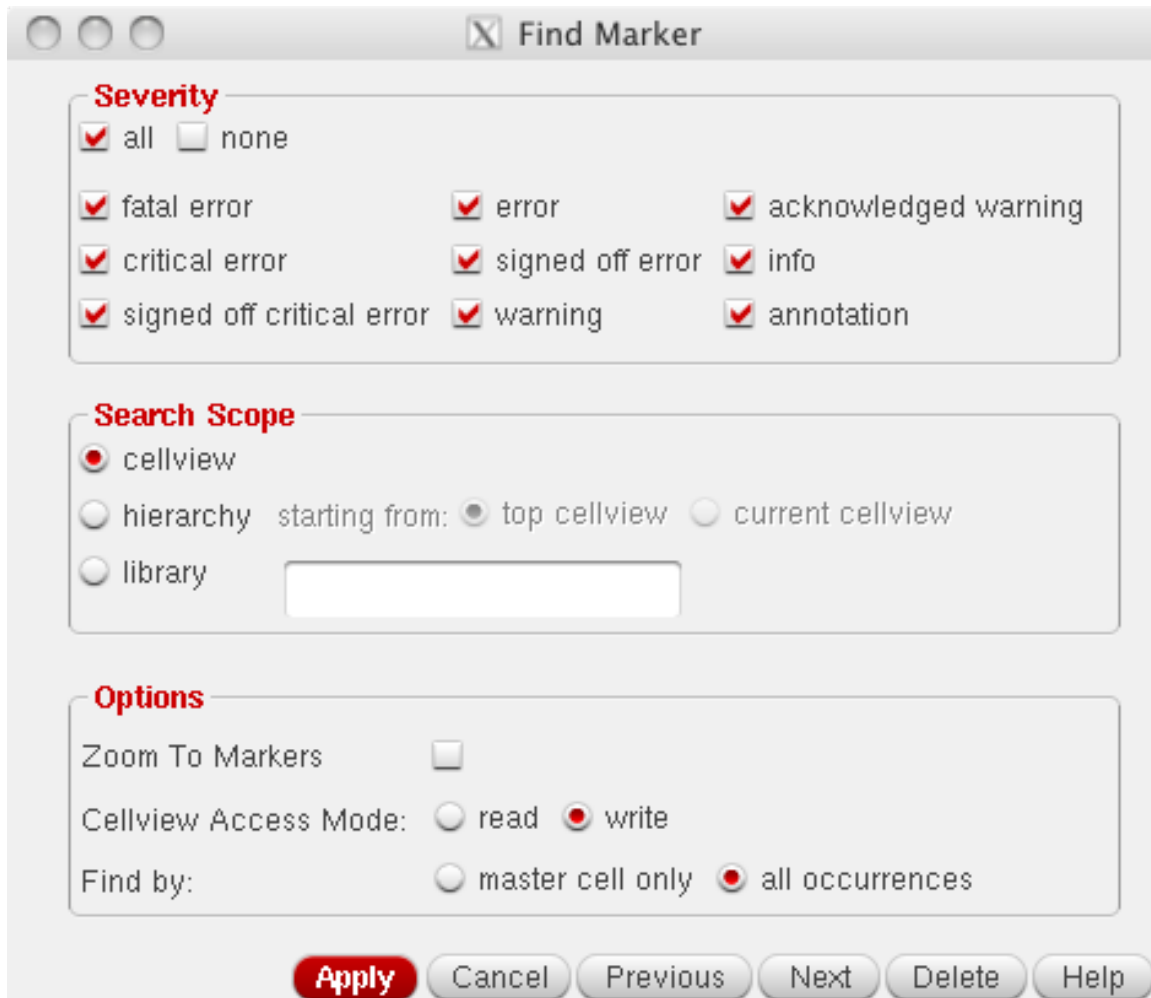 Find Marker
Severity
all none
fatal error error acknowledged warning
critical error signed off error info
signed off critical error warning annotation
Search Scope
cellview
hierarchy starting from: top cellview current cellview
library
Options
Zoom To Markers
Cellview Access Mode: read write
Find by: master cell only all occurrences
Apply Cancel Previous Next Delete Help